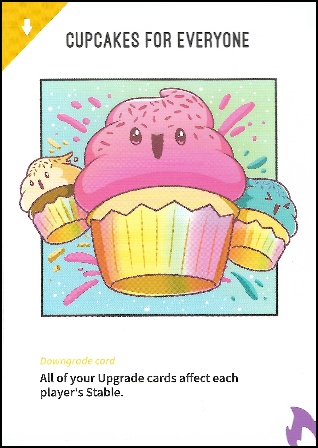 CUPCAKES FOR EVERYONE
Downgrade card
All of your Upgrade cards affect each
player's Stable.